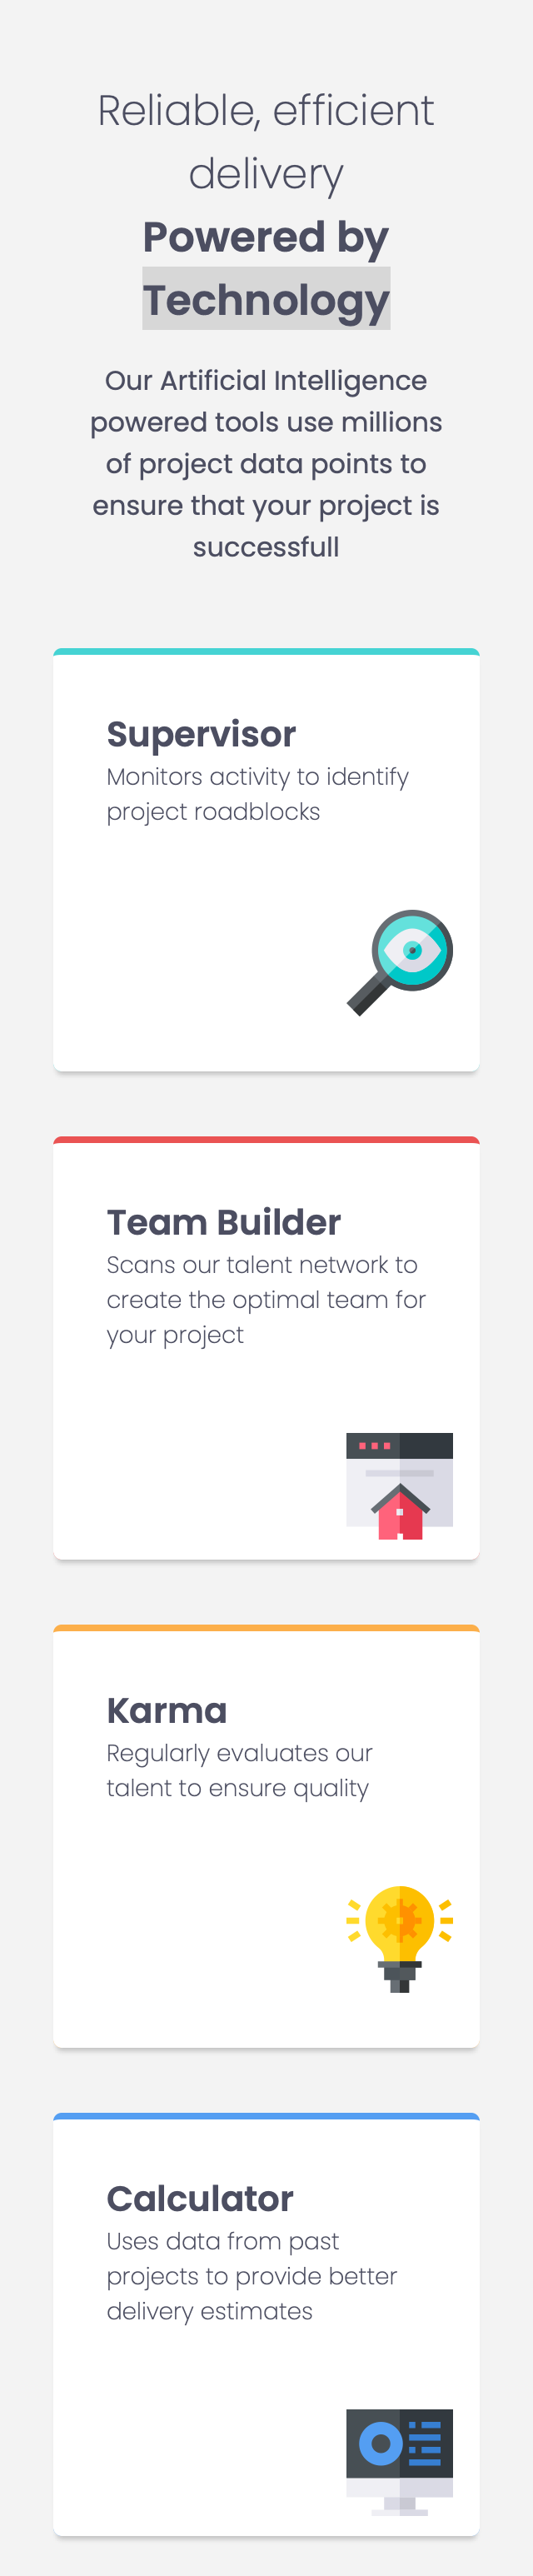 Reliable, efficient
delivery
Powered by
Technology
Our Artificial Intelligence
powered tools use millions
of project data points to
ensure that your project is
successfull
Supervisor
Monitors activity to identify
project roadblocks
Team Builder
Scans our talent network to
create the optimal team for
your project
Karma
Regularly evaluates our
talent to ensure quality
Calculator
Uses data from past
projects to provide better
delivery estimates